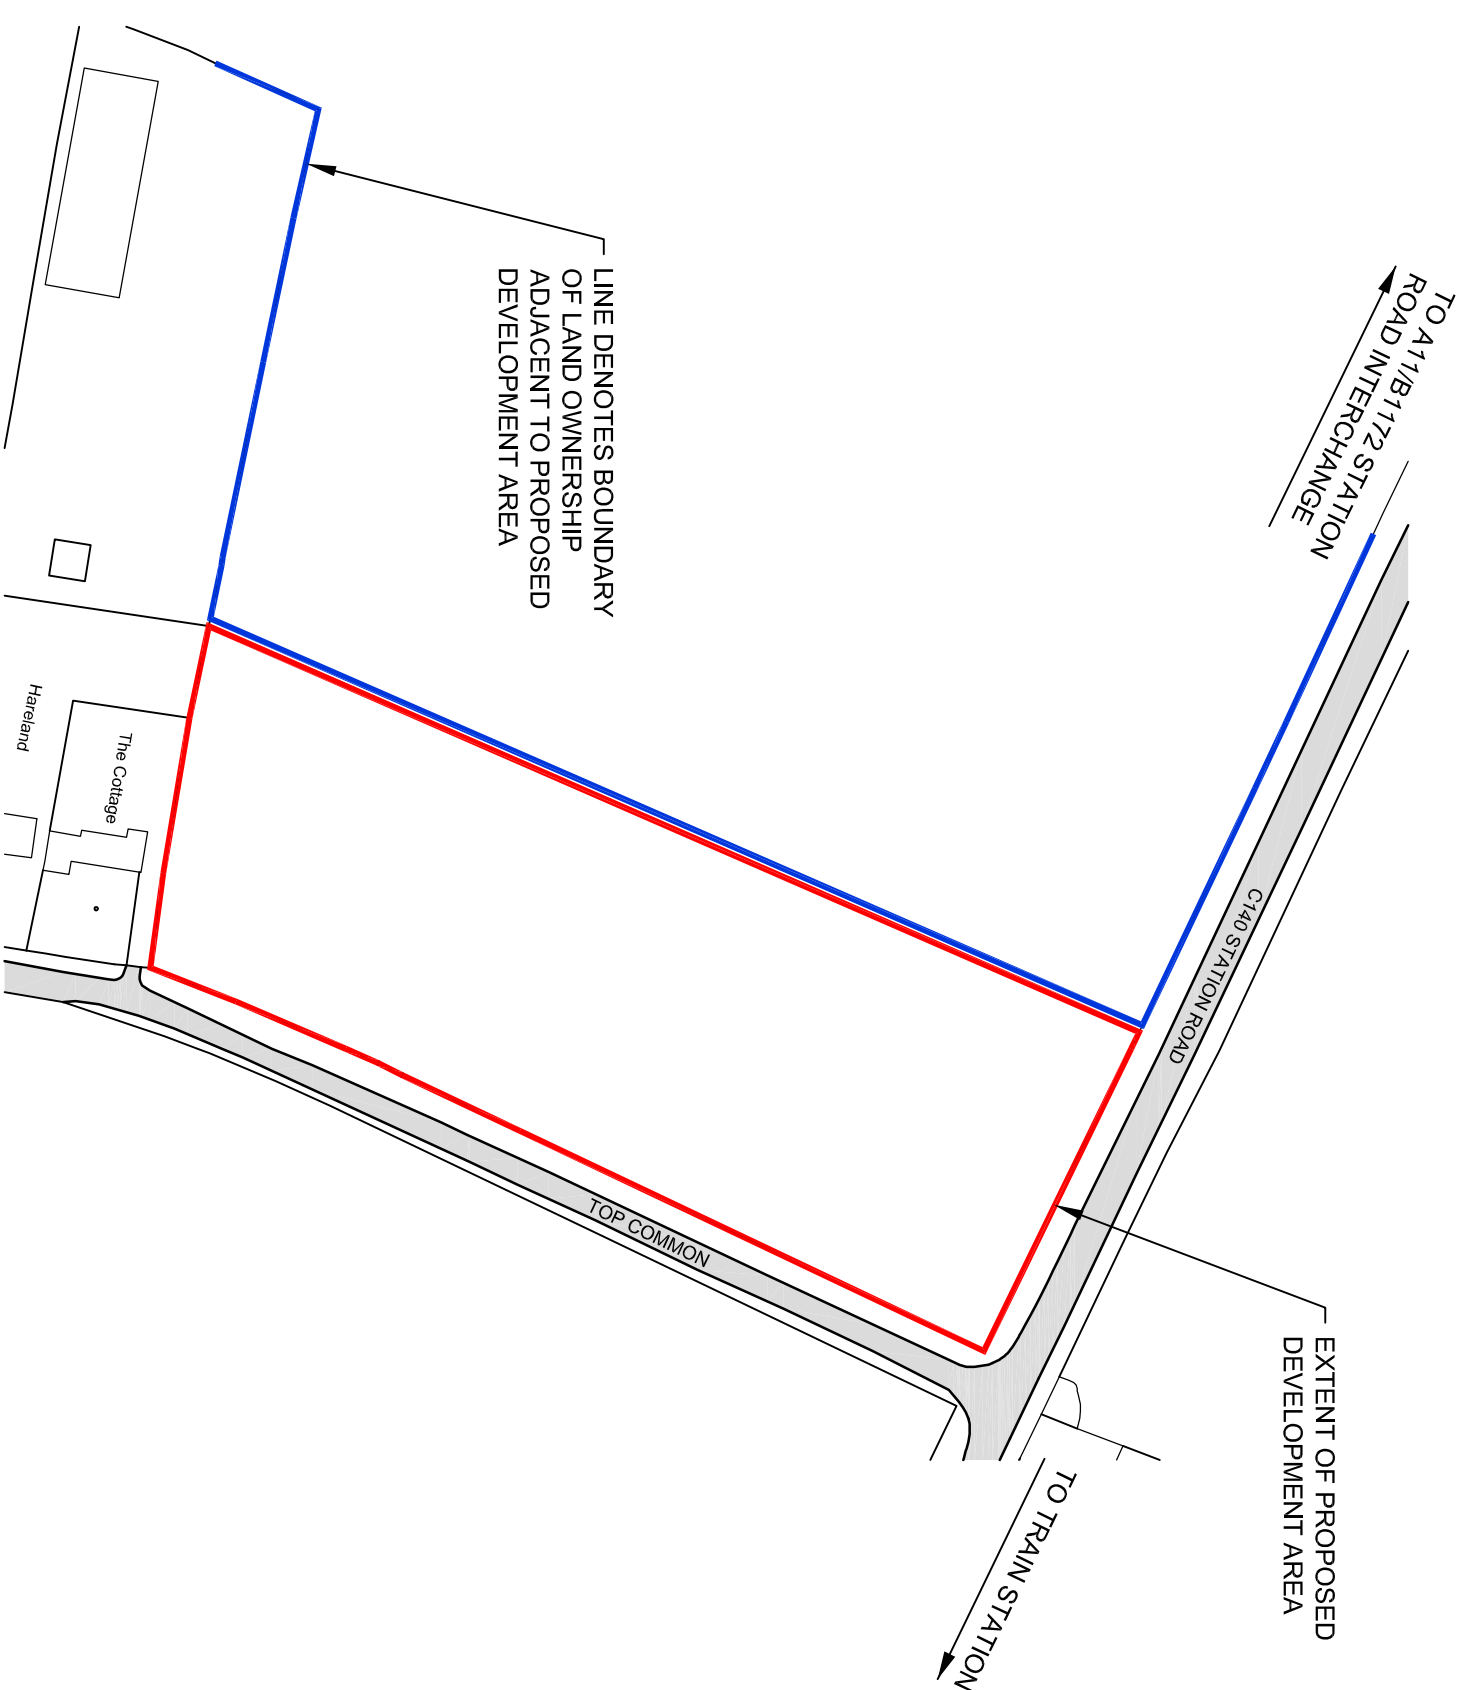 TO A11/B1172 STATION
ROAD INTERCHANGE
LINE DENOTES BOUNDARY
OF LAND OWNERSHIP
ADJACENT TO PROPOSED
DEVELOPMENT AREA
C140 STATION ROAD
The Cottage
Hareland
TOP COMMON
EXTENT OF PROPOSED
DEVELOPMENT AREA
TO TRAIN STATION